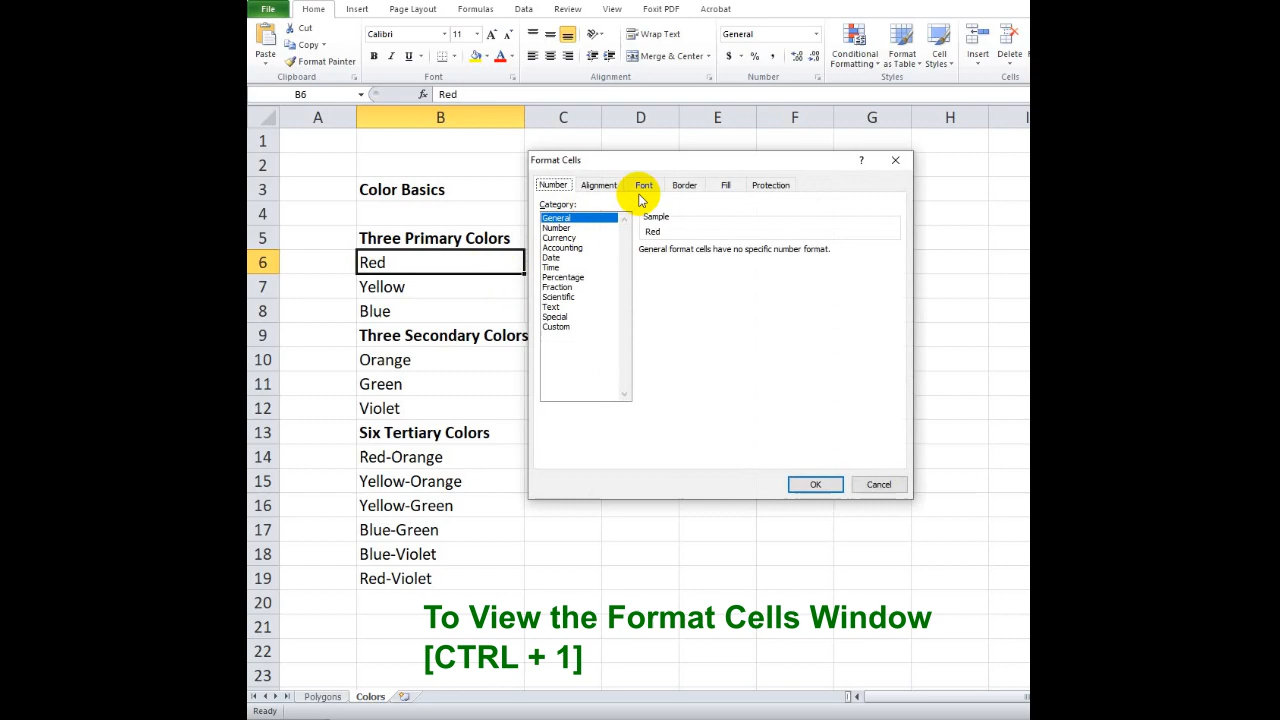 File Home Insert Page Layout Formulas Data Review View Foxit PDF Acrobat
Paste
Cut
Copy
Format Painter
Clipboard
Calibri 11
B I U
Font
Wrap Text
Merge & Center
Alignment
General
$ % ,
Number
Conditional Formatting
Format as Table
Cell Styles
Styles
Insert Delete
Cells
B6 fx Red
A B C D E F G H I
1
2
3 Color Basics
4
5 Three Primary Colors
6 Red
7 Yellow
8 Blue
9 Three Secondary Colors
10 Orange
11 Green
12 Violet
13 Six Tertiary Colors
14 Red-Orange
15 Yellow-Orange
16 Yellow-Green
17 Blue-Green
18 Blue-Violet
19 Red-Violet
20
21
22
23
Format Cells ?
Number Alignment Font Border Fill Protection
Category:
General
Number
Currency
Accounting
Date
Time
Percentage
Fraction
Scientific
Text
Special
Custom
Sample
Red
General format cells have no specific number format.
OK Cancel
To View the Format Cells Window
[CTRL + 1]
Polygons Colors
Ready